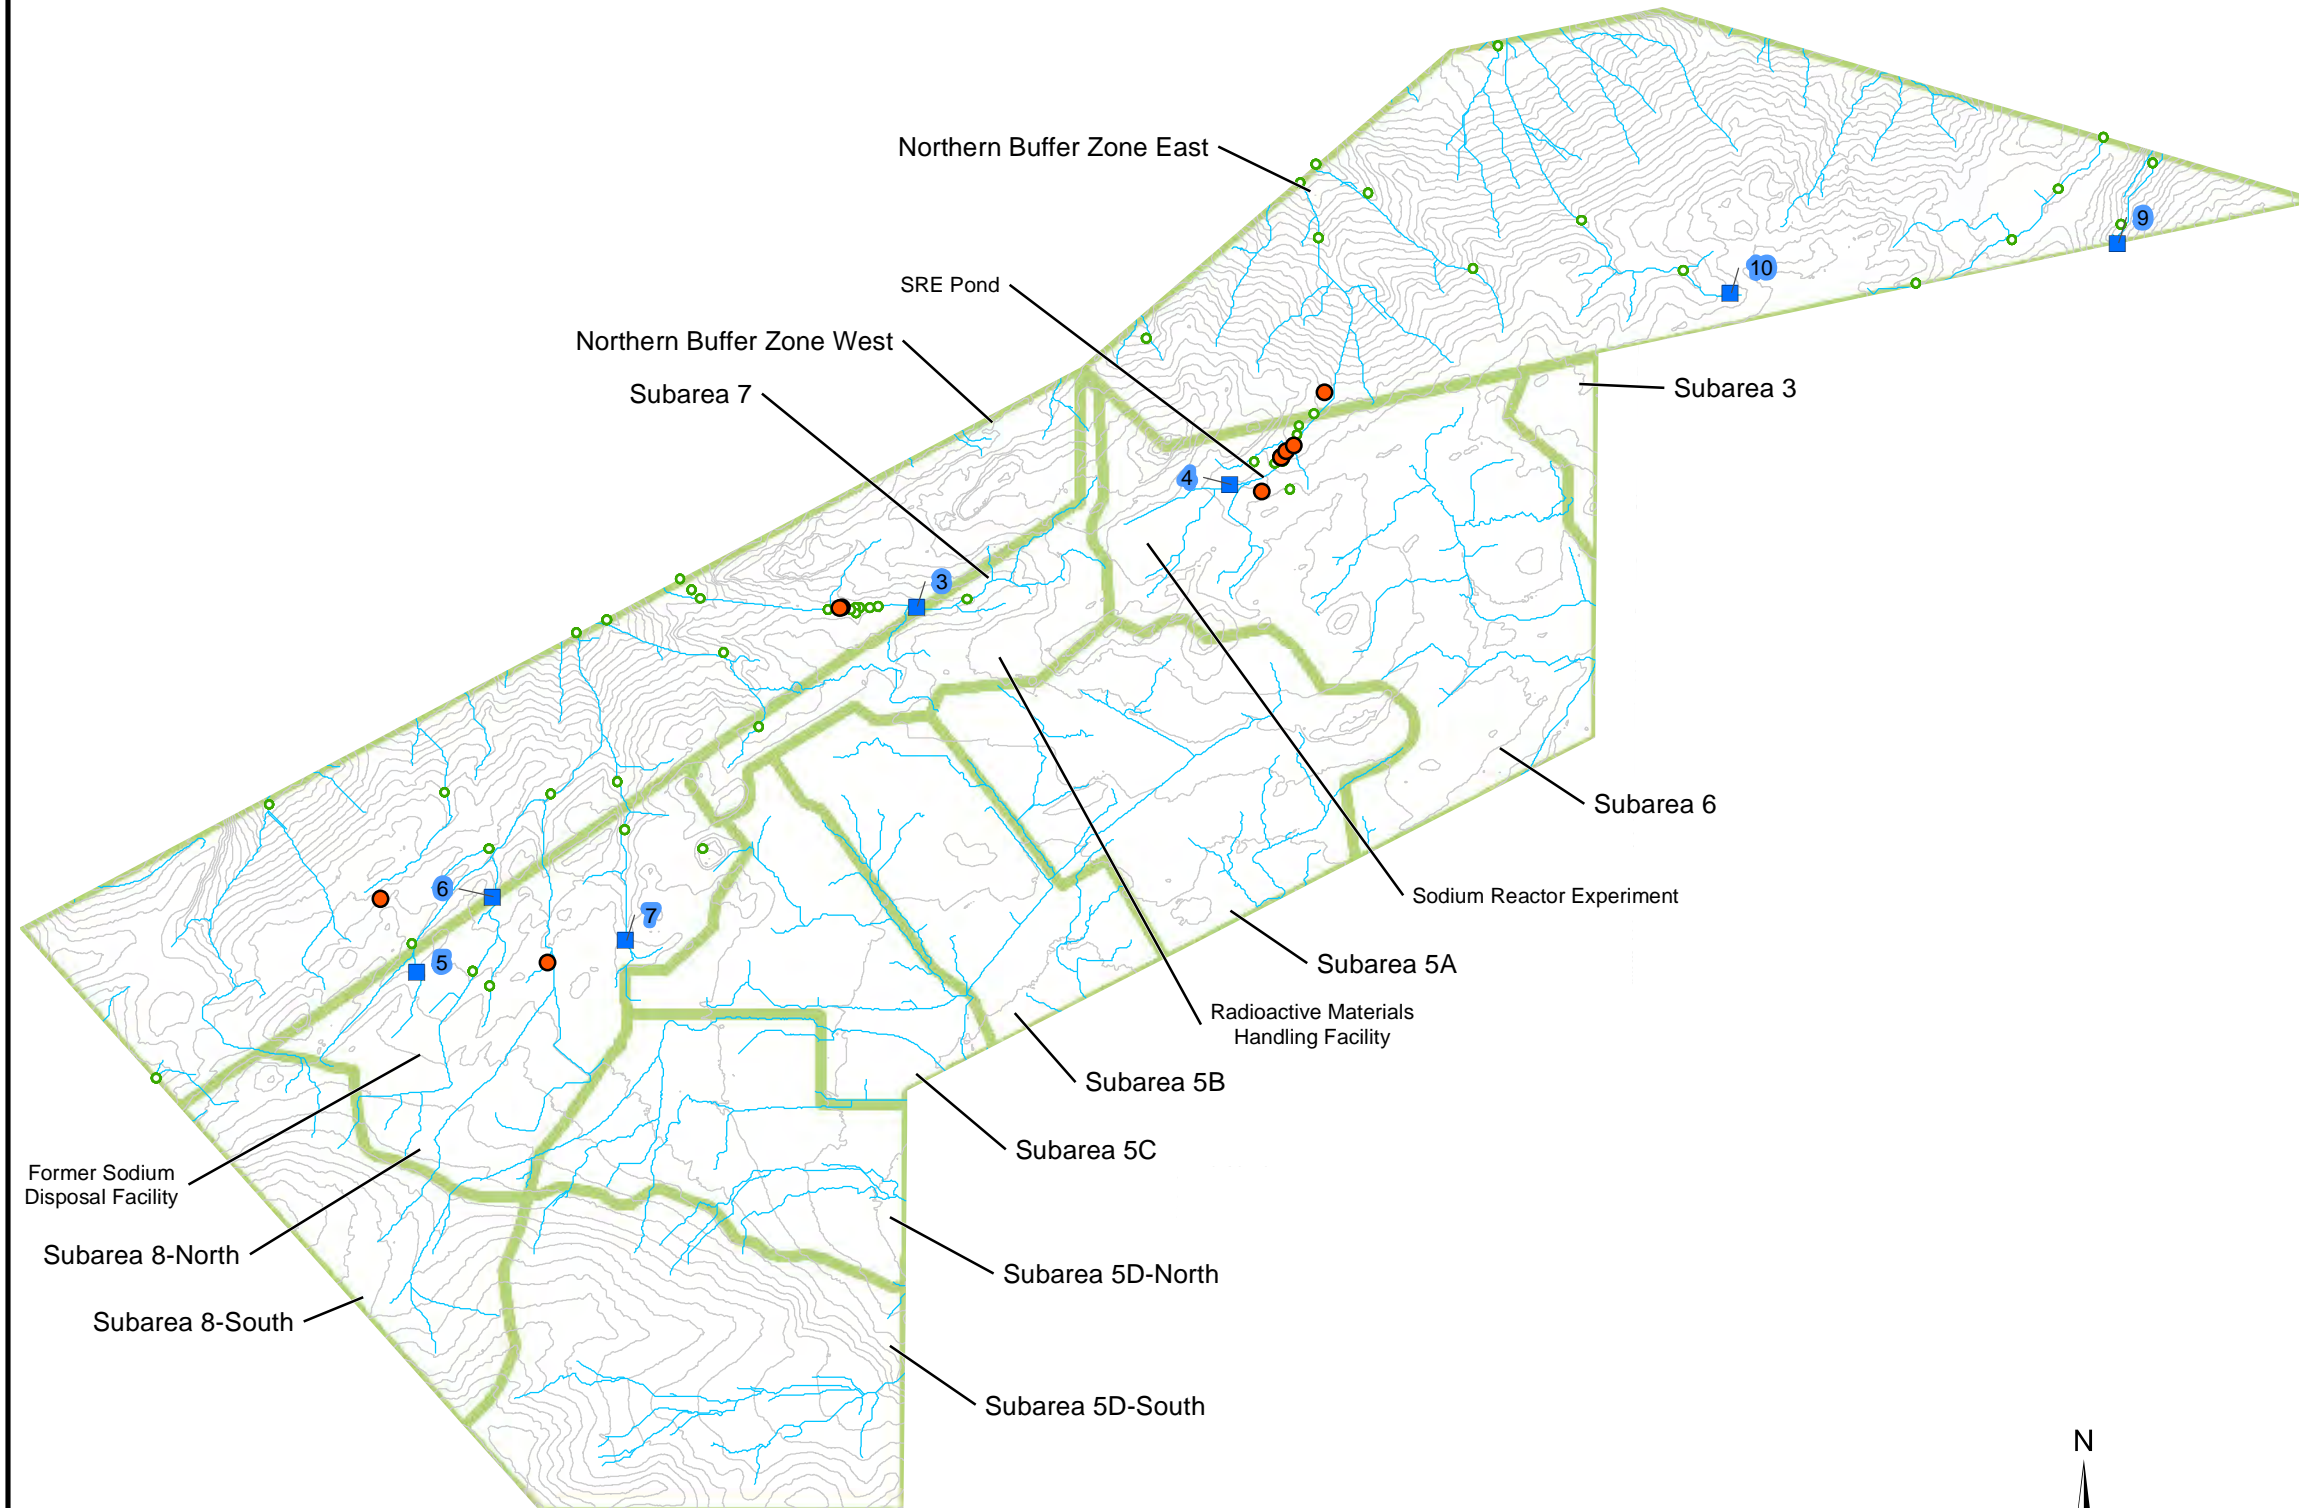 Northern Buffer Zone East
9
10
SRE Pond
Northern Buffer Zone West
Subarea 7
Subarea 3
4
3
Subarea 6
6
Sodium Reactor Experiment
7
5
Subarea 5A
Radioactive Materials
Handling Facility
Subarea 5B
Subarea 5C
Former Sodium
Disposal Facility
Subarea 8-North
Subarea 5D-North
Subarea 8-South
Subarea 5D-South
N